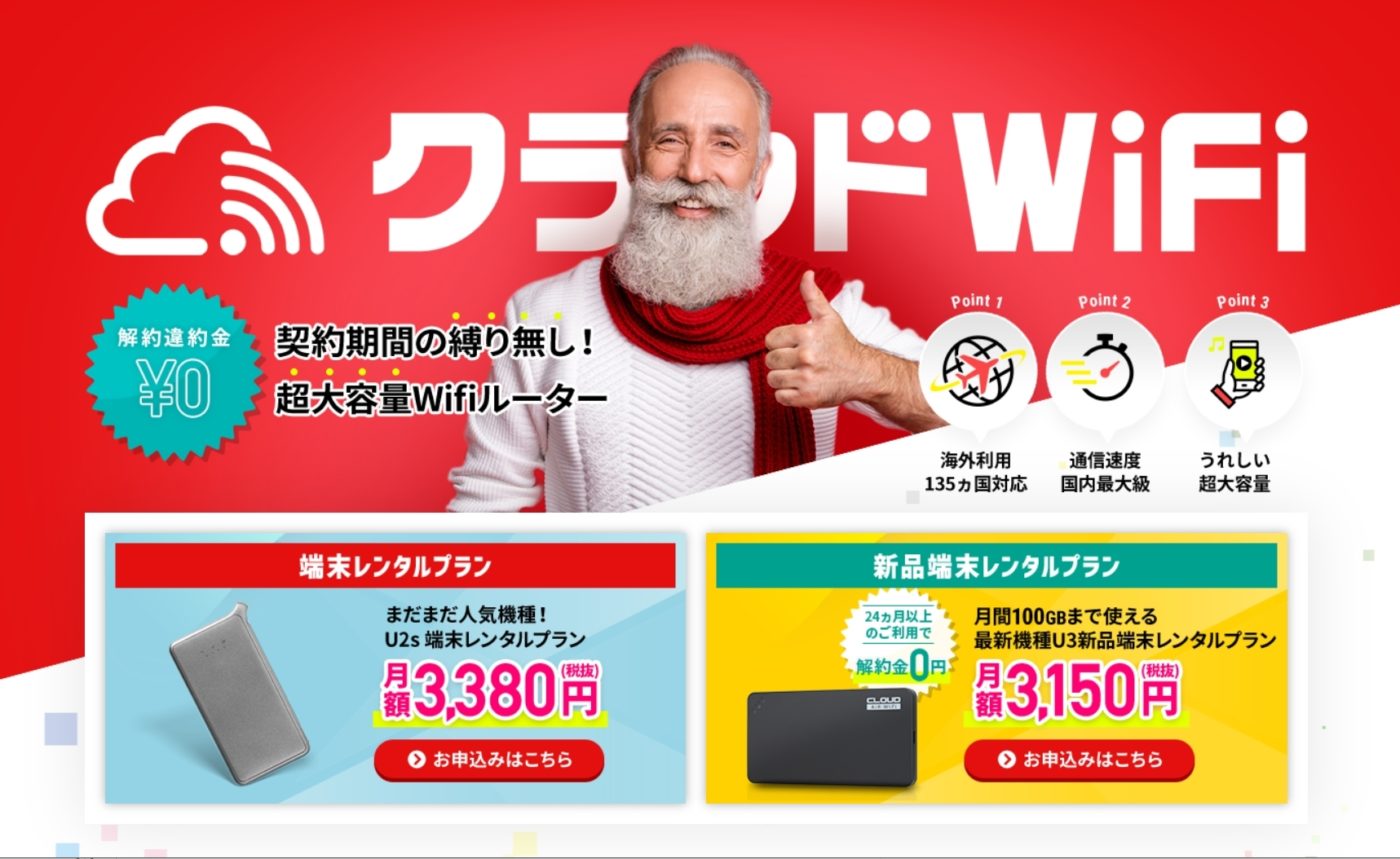 クラウドWiFi
解約違約金
¥0
契約期間の縛り無し!
超大容量Wifiルーター
Point 1
海外利用
135ヵ国対応
Point 2
通信速度
国内最大級
Point 3
うれしい
超大容量
端末レンタルプラン
まだまだ人気機種!
U2s 端末レンタルプラン
月額3,380円(税抜)
お申込みはこちら
新品端末レンタルプラン
24ヵ月以上
のご利用で
解約金0円
月間100GBまで使える
最新機種U3新品端末レンタルプラン
月額3,150円(税抜)
CLOUD
お申込みはこちら